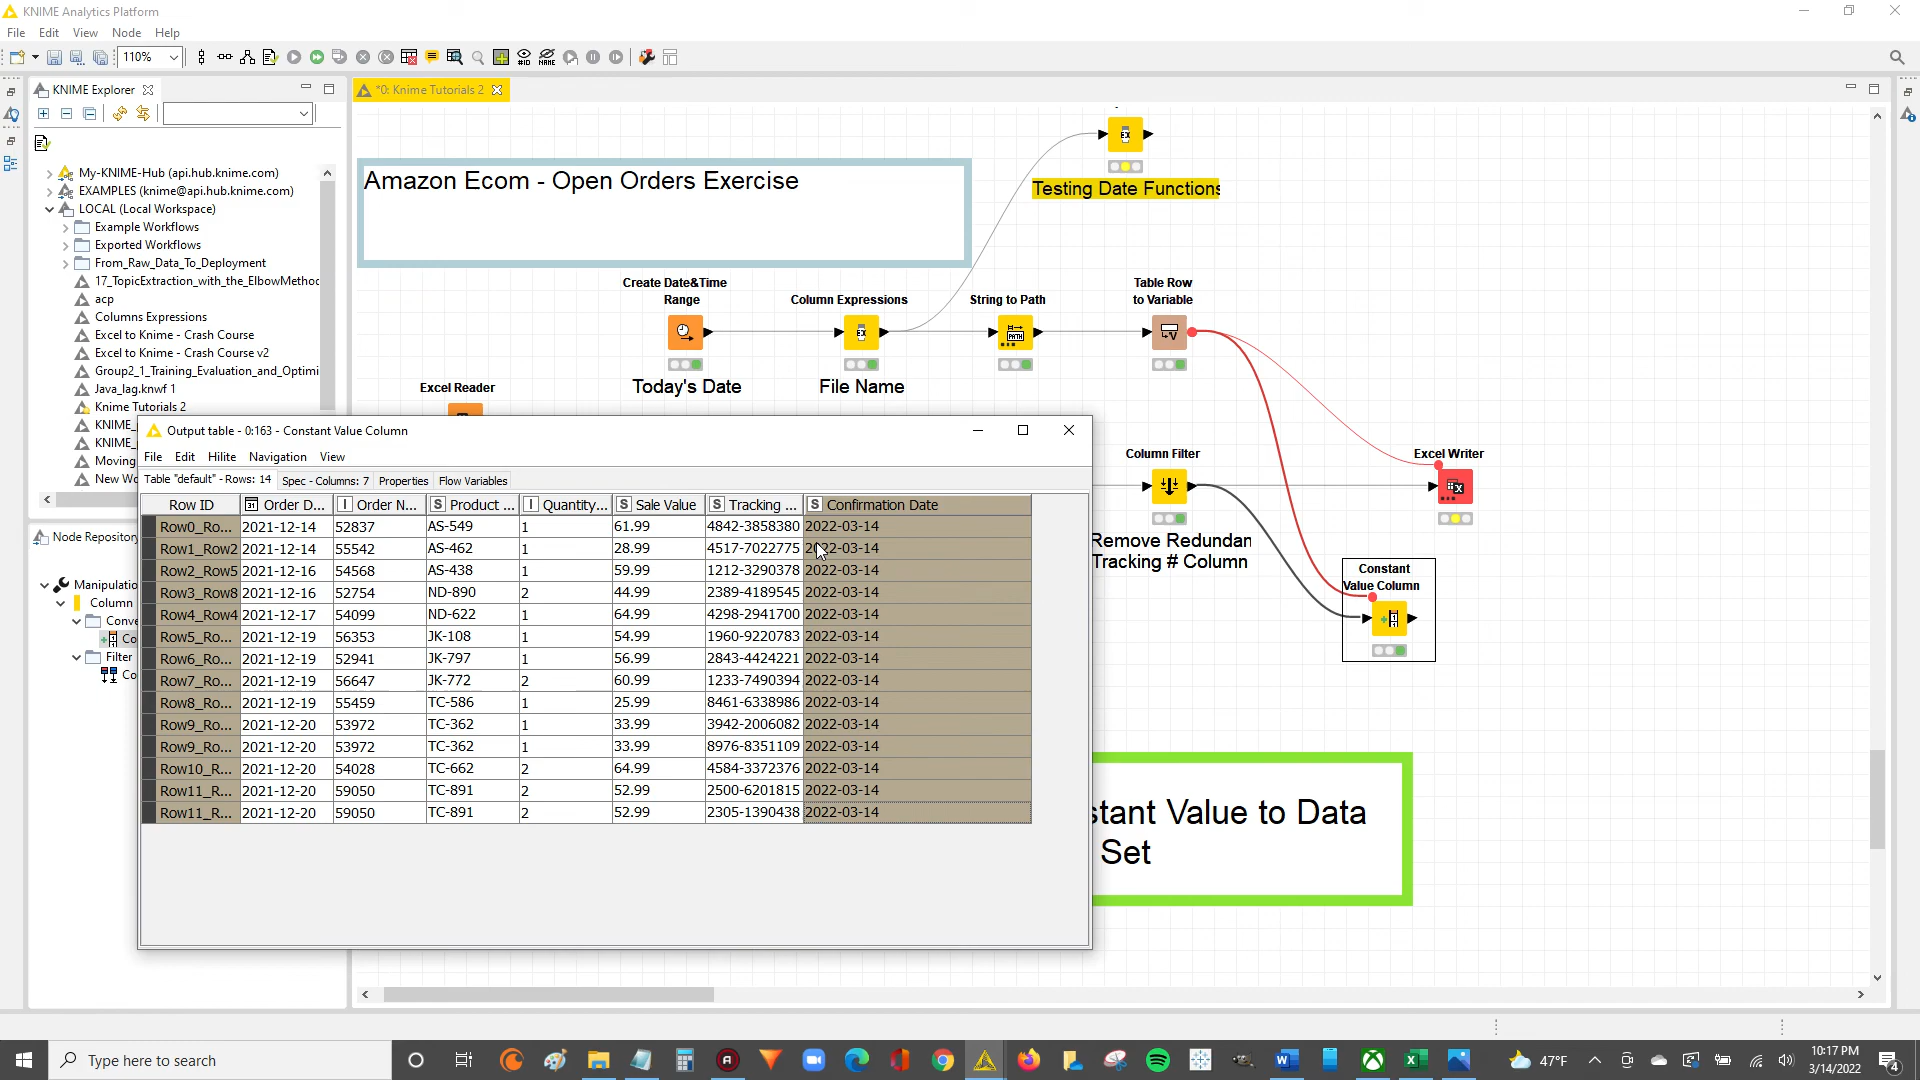 KNIME Analytics Platform
File Edit View Node Help
110%
KNIME Explorer
*0: Knime Tutorials 2
My-KNIME-Hub (api.hub.knime.com)
EXAMPLES (knime@api.hub.knime.com)
LOCAL (Local Workspace)
Example Workflows
Exported Workflows
From_Raw_Data_To_Deployment
17_TopicExtraction_with_the_ElbowMethod
acp
Columns Expressions
Excel to Knime - Crash Course
Excel to Knime - Crash Course v2
Group2_1_Training_Evaluation_and_Optimi
Java_lag.knwf 1
Knime Tutorials 2
KNIME_
KNIME_
Moving
New Wo
Node Repository
Manipulatio
Column
Conve
Co
Filter
Co
Amazon Ecom - Open Orders Exercise
Testing Date Functions
Create Date&Time
Range
Today's Date
Column Expressions
File Name
String to Path
Table Row
to Variable
Excel Reader
Column Filter
Remove Redundan
Tracking # Column
Excel Writer
Constant
Value Column
stant Value to Data
Set
Output table - 0:163 - Constant Value Column
File Edit Hilite Navigation View
Table "default" - Rows: 14 Spec - Columns: 7 Properties Flow Variables
Row ID Order D... Order N... Product ... Quantity... Sale Value Tracking ... Confirmation Date
Row0_Ro... 2021-12-14 52837 AS-549 1 61.99 4842-3858380 2022-03-14
Row1_Row2 2021-12-14 55542 AS-462 1 28.99 4517-7022775 2022-03-14
Row2_Row5 2021-12-16 54568 AS-438 1 59.99 1212-3290378 2022-03-14
Row3_Row8 2021-12-16 52754 ND-890 2 44.99 2389-4189545 2022-03-14
Row4_Row4 2021-12-17 54099 ND-622 1 64.99 4298-2941700 2022-03-14
Row5_Ro... 2021-12-19 56353 JK-108 1 54.99 1960-9220783 2022-03-14
Row6_Ro... 2021-12-19 52941 JK-797 1 56.99 2843-4424221 2022-03-14
Row7_Ro... 2021-12-19 56647 JK-772 2 60.99 1233-7490394 2022-03-14
Row8_Ro... 2021-12-19 55459 TC-586 1 25.99 8461-6338986 2022-03-14
Row9_Ro... 2021-12-20 53972 TC-362 1 33.99 3942-2006082 2022-03-14
Row9_Ro... 2021-12-20 53972 TC-362 1 33.99 8976-8351109 2022-03-14
Row10_R... 2021-12-20 54028 TC-662 2 64.99 4584-3372376 2022-03-14
Row11_R... 2021-12-20 59050 TC-891 2 52.99 2500-6201815 2022-03-14
Row11_R... 2021-12-20 59050 TC-891 2 52.99 2305-1390438 2022-03-14
Type here to search
47°F
10:17 PM
3/14/2022
4